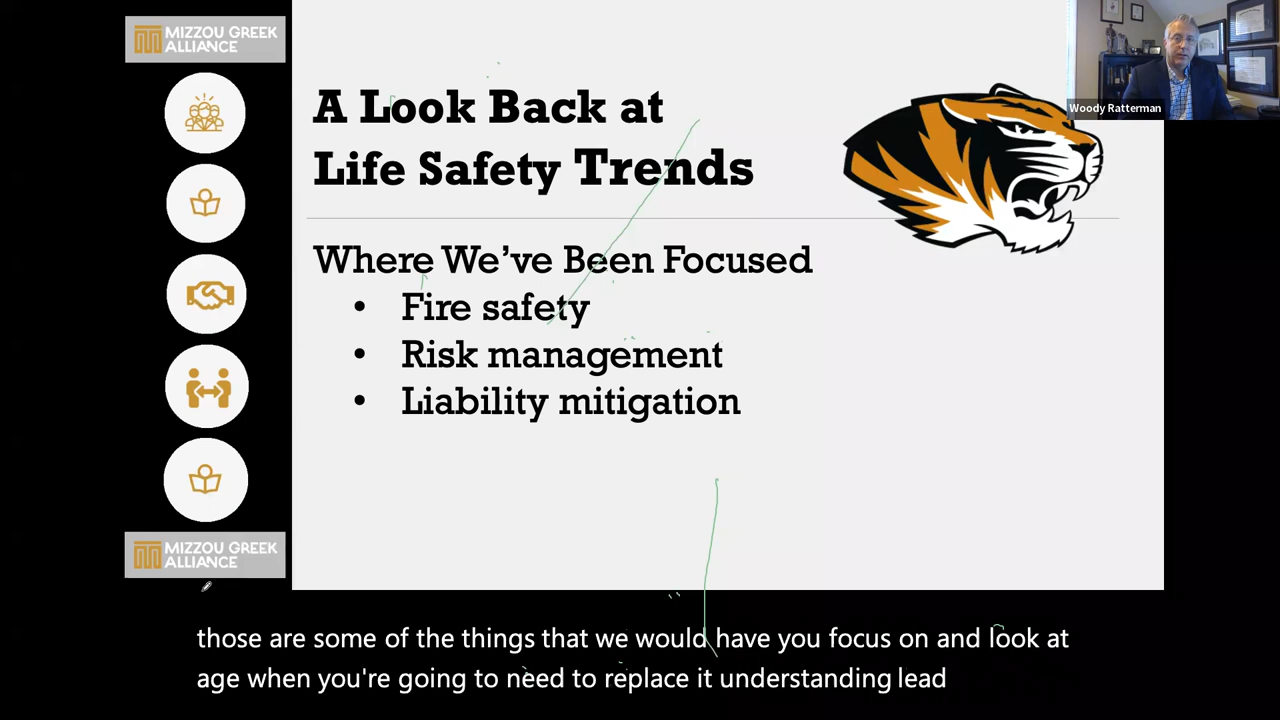 MIZZOU GREEK
ALLIANCE
A Look Back at
Life Safety Trends
Woody Ratterman
Where We've Been Focused
• Fire safety
• Risk management
• Liability mitigation
MIZZOU GREEK
ALLIANCE
those are some of the things that we would have you focus on and look at
age when you're going to need to replace it understanding lead